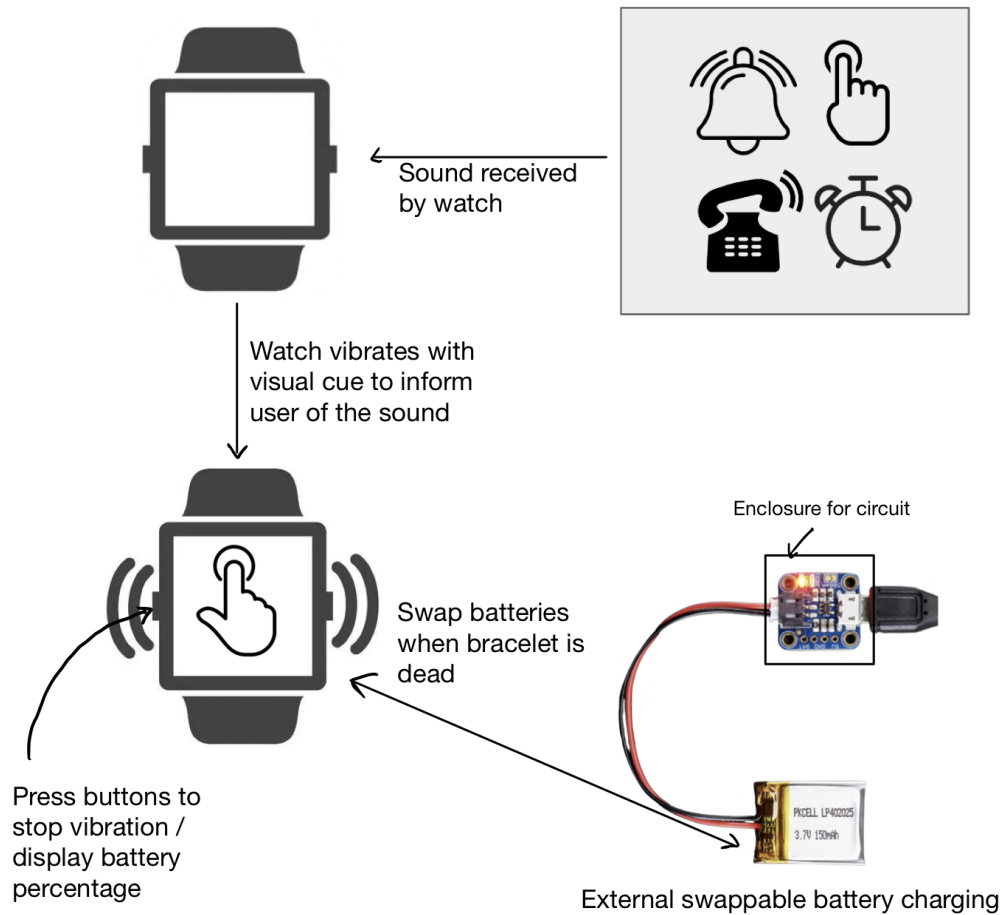 Sound received
by watch
Watch vibrates with
visual cue to inform
user of the sound
Enclosure for circuit
Swap batteries
when bracelet is
dead
PKCELL LP402025
3.7V 150mAh
Press buttons to
stop vibration /
display battery
percentage
External swappable battery charging